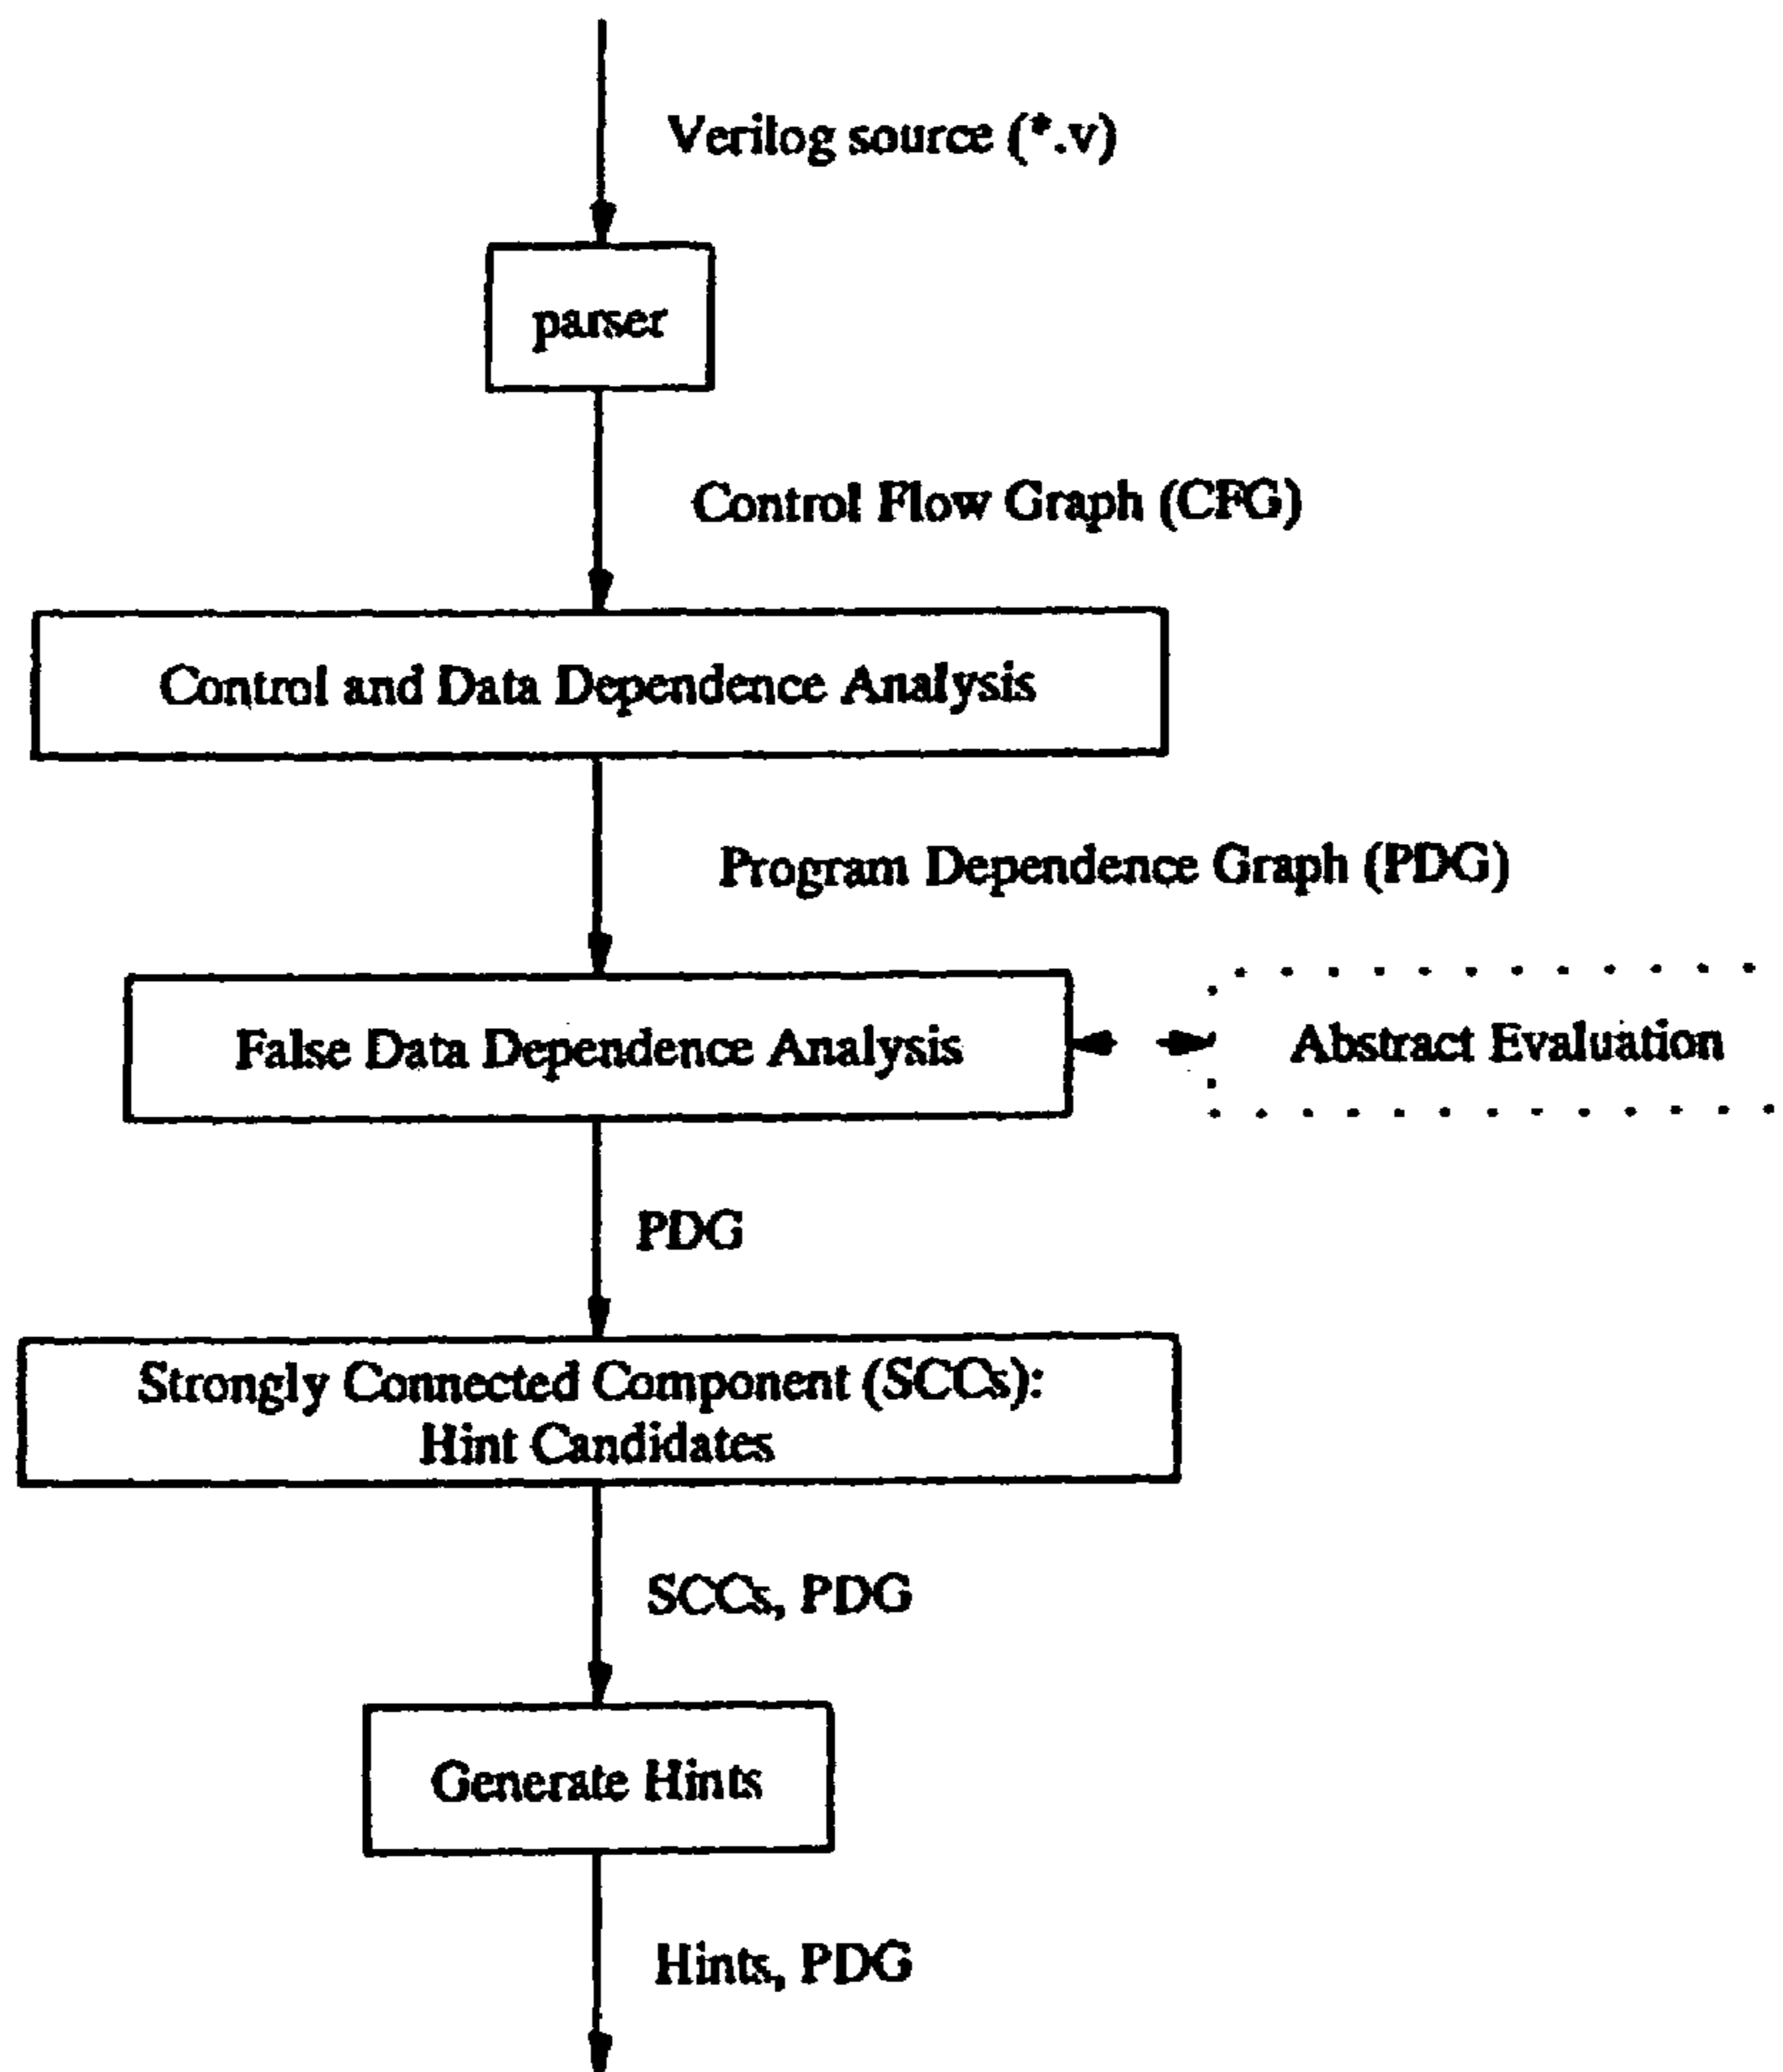 Verilog source (*.v)
parser
Control Flow Graph (CFG)
Control and Data Dependence Analysis
Program Dependence Graph (PDG)
False Data Dependence Analysis
Abstract Evaluation
PDG
Strongly Connected Component (SCCs):
Hint Candidates
SCCs, PDG
Generate Hints
Hints, PDG